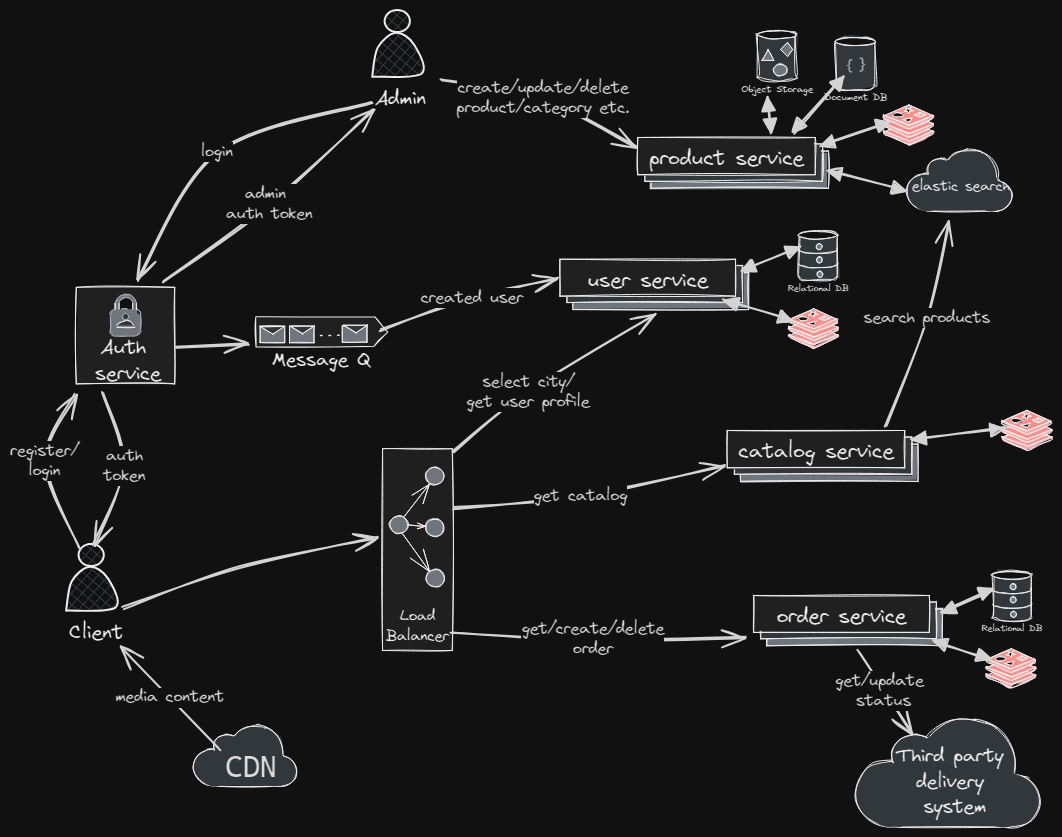 Admin
create/update/delete
product/category etc.
Object Storage
{ }
Document DB
login
product service
admin
auth token
elastic search
user service
Relational DB
created user
Auth
service
Message Q
search products
select city/
get user profile
register/
login
auth
token
catalog service
get catalog
Load
Balancer
get/create/delete
order
order service
Relational DB
Client
media content
CDN
get/update
status
Third party
delivery
system